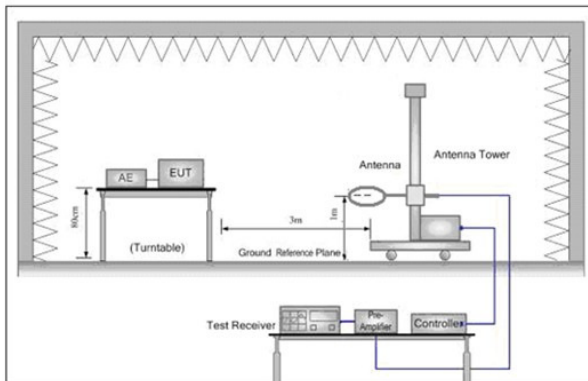 AE
EUT
80cm
(Turntable)
3m
Antenna
1m
Antenna Tower
Ground Reference Plane
Test Receiver
Pre-
Amplifier
Controller